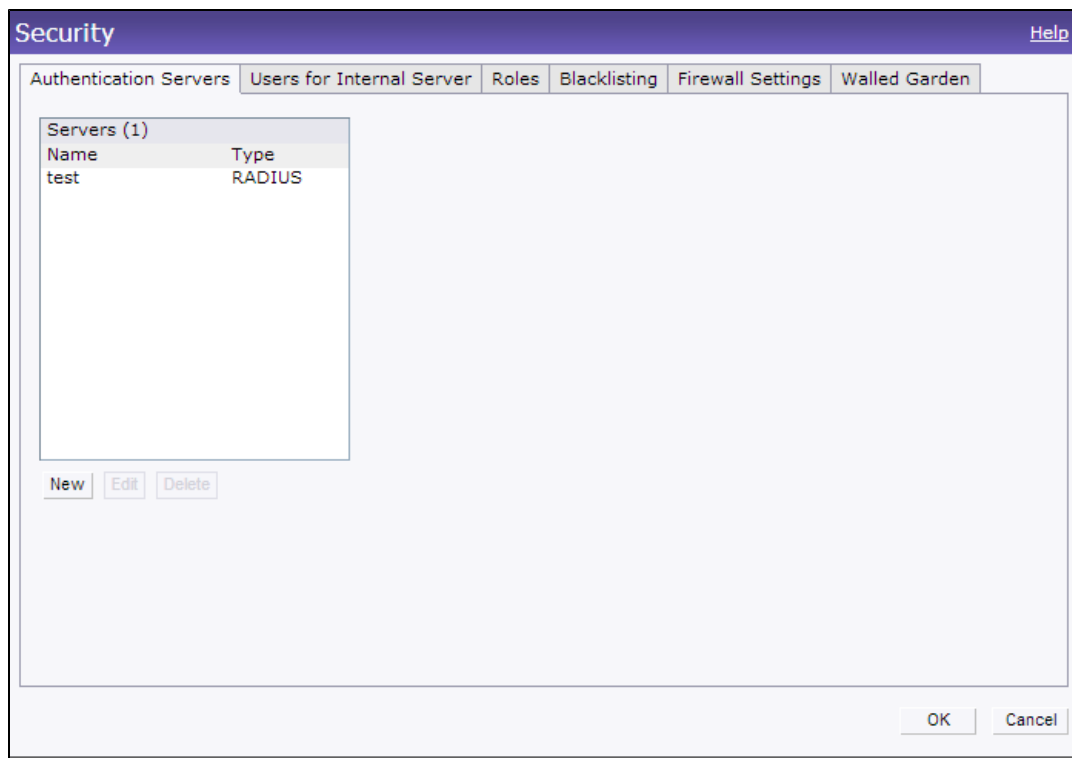 Security Help
Authentication Servers Users for Internal Server Roles Blacklisting Firewall Settings Walled Garden
Servers (1)
Name Type
test RADIUS
New Edit Delete
OK Cancel